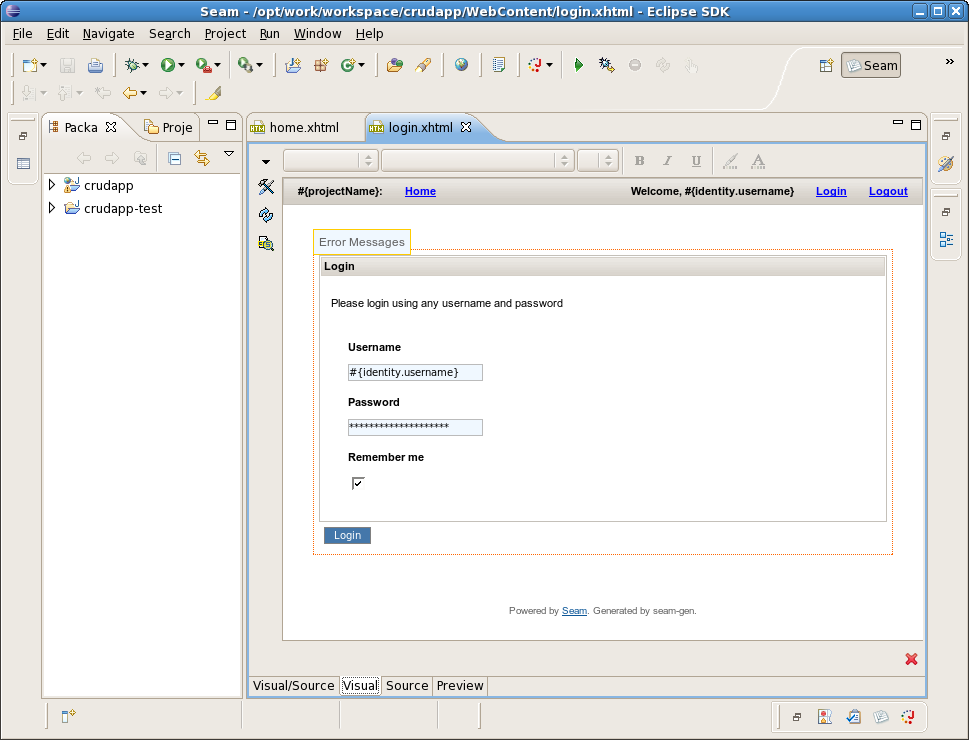 Seam - /opt/work/workspace/crudapp/WebContent/login.xhtml - Eclipse SDK
File Edit Navigate Search Project Run Window Help
Seam »
Packa Proje home.xhtml login.xhtml
B I U A
#{projectName}: Home Welcome, #{identity.username} Login Logout
crudapp
crudapp-test
Error Messages
Login
Please login using any username and password
Username
#{identity.username}
Password
********************
Remember me
Login
Powered by Seam. Generated by seam-gen.
Visual/Source Visual Source Preview